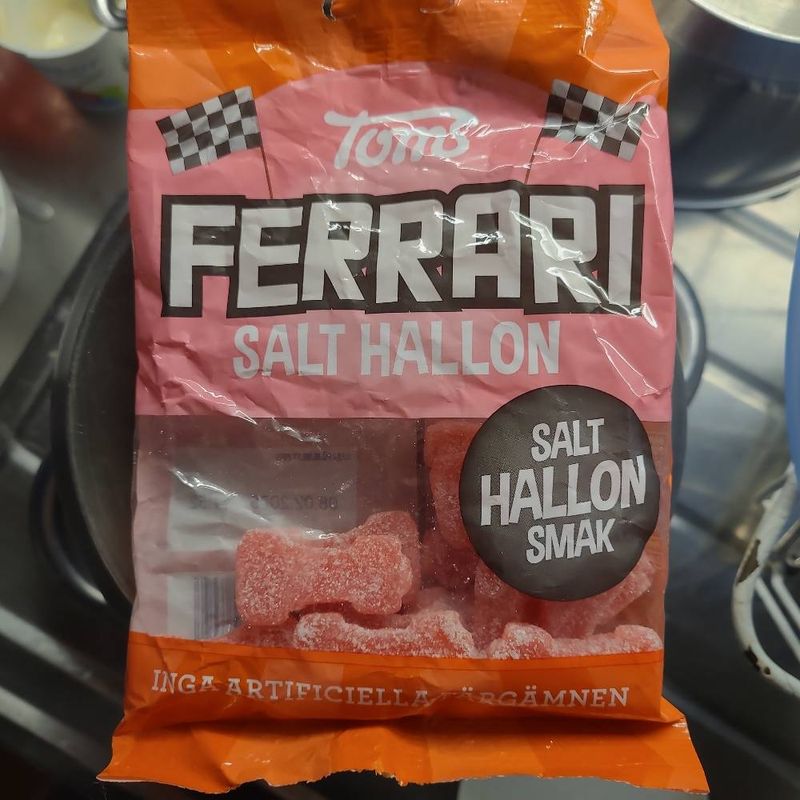 Toms
FERRARI
SALT HALLON
SALT
HALLON
SMAK
INGA ARTIFICIELLA FÄRGÄMNEN